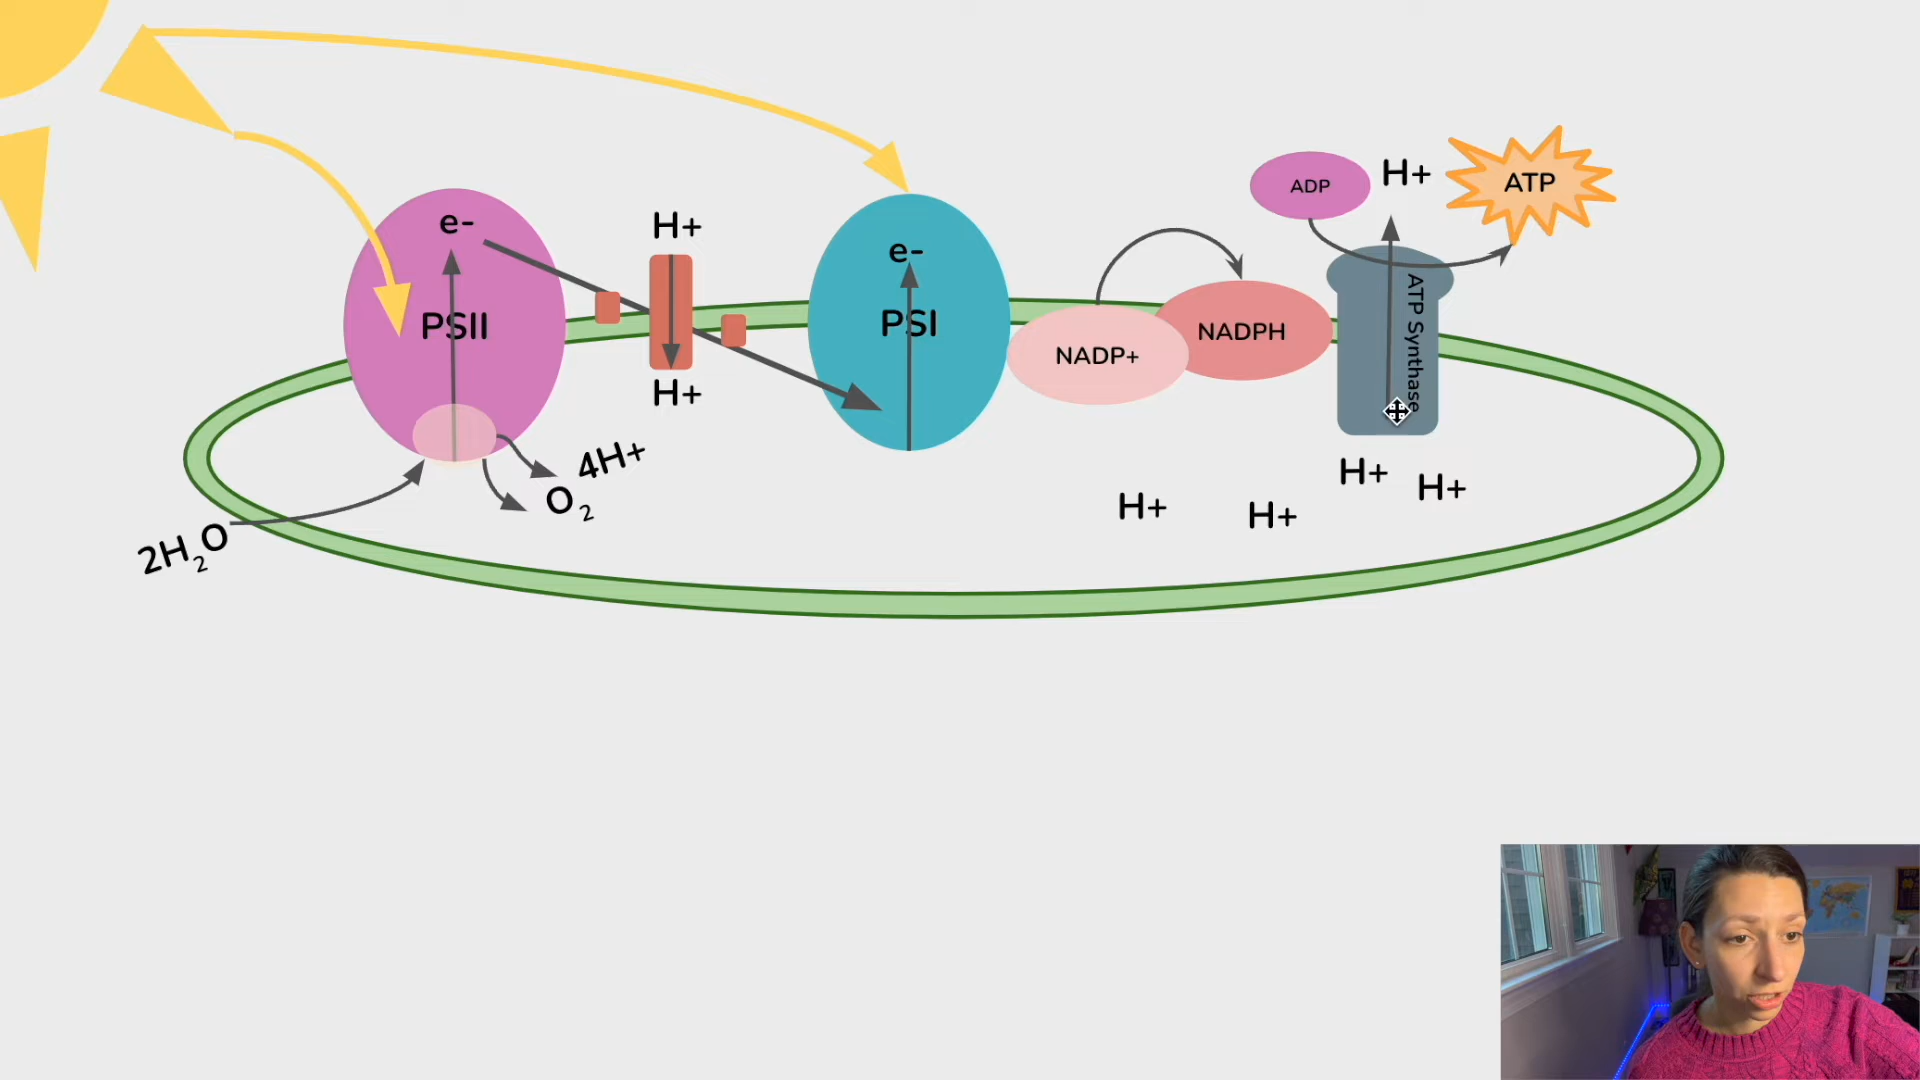 ADP
H+
ATP
e-
H+
e-
PSII
PSI
NADP+
NADPH
ATP Synthase
H+
4H+
O2
2H2O
H+
H+
H+
H+